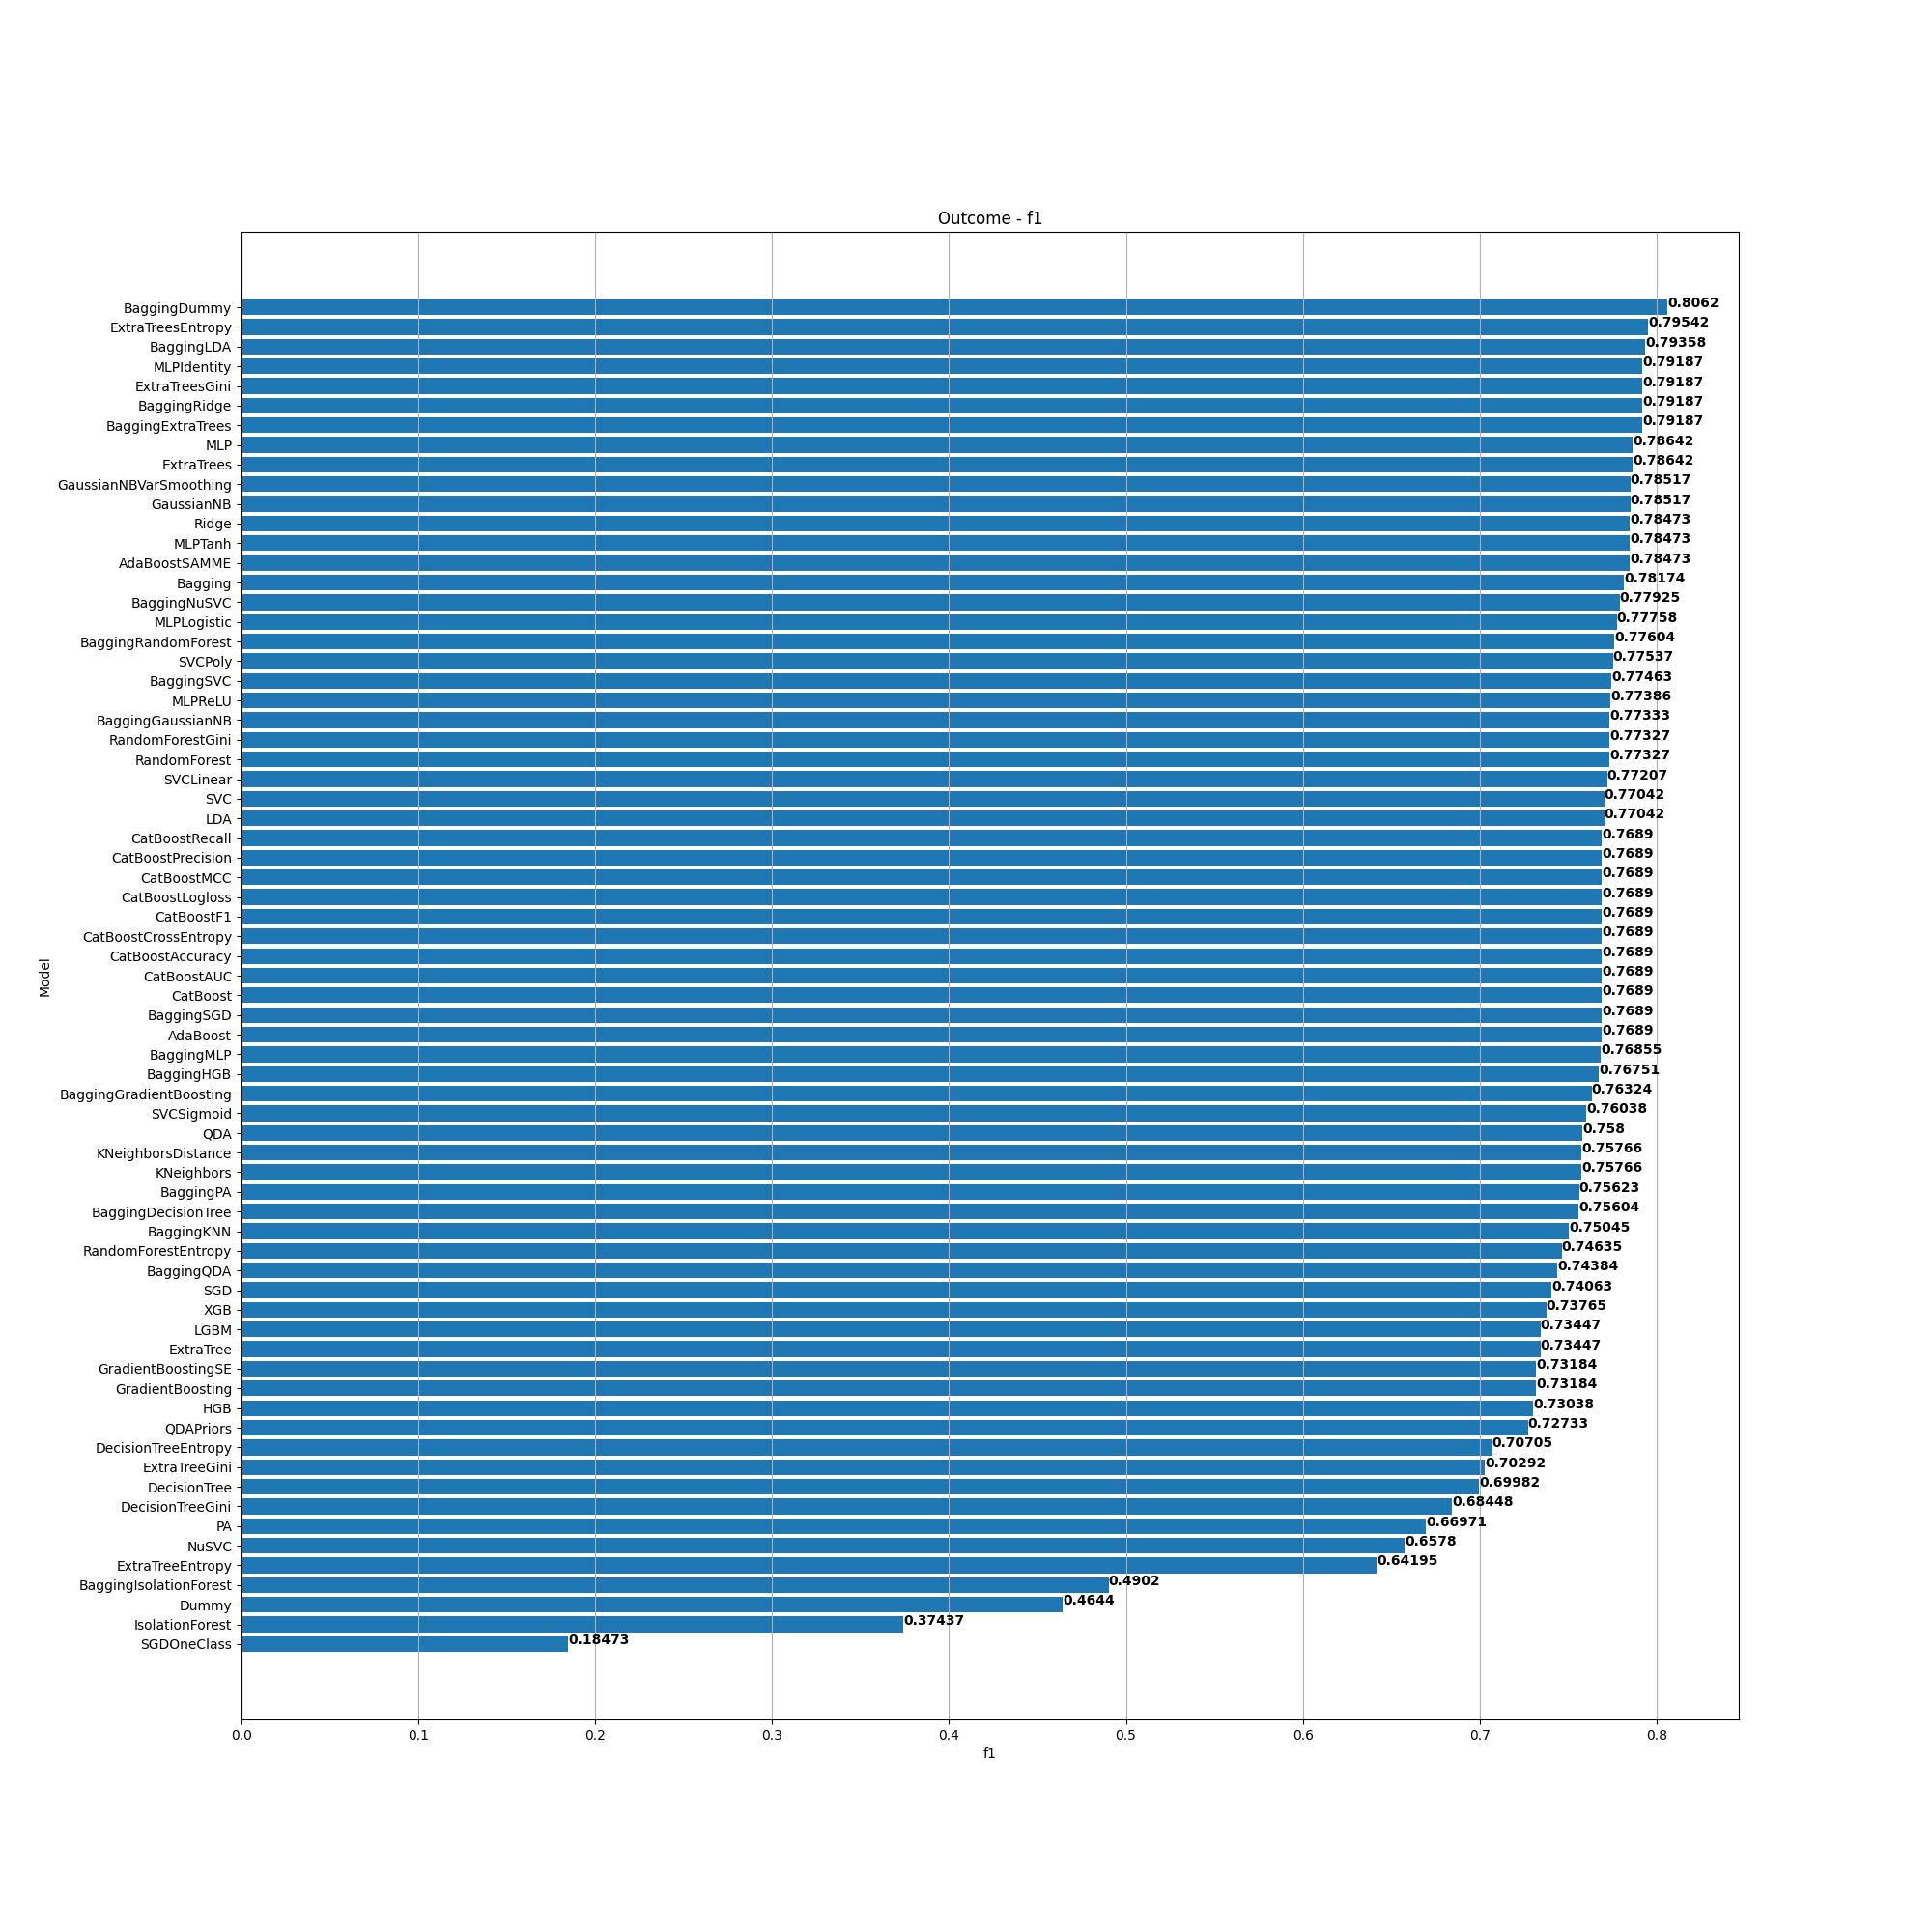 Outcome - f1
BaggingDummy 0.8062
ExtraTreesEntropy 0.79542
BaggingLDA 0.79358
MLPIdentity 0.79187
ExtraTreesGini 0.79187
BaggingRidge 0.79187
BaggingExtraTrees 0.79187
MLP 0.78642
ExtraTrees 0.78642
GaussianNBVarSmoothing 0.78517
GaussianNB 0.78517
Ridge 0.78473
MLPTanh 0.78473
AdaBoostSAMME 0.78473
Bagging 0.78174
BaggingNuSVC 0.77925
MLPLogistic 0.77758
BaggingRandomForest 0.77604
SVCPoly 0.77537
BaggingSVC 0.77463
MLPReLU 0.77386
BaggingGaussianNB 0.77333
RandomForestGini 0.77327
RandomForest 0.77327
SVCLinear 0.77207
SVC 0.77042
LDA 0.77042
CatBoostRecall 0.7689
CatBoostPrecision 0.7689
CatBoostMCC 0.7689
CatBoostLogloss 0.7689
CatBoostF1 0.7689
CatBoostCrossEntropy 0.7689
CatBoostAccuracy 0.7689
CatBoostAUC 0.7689
CatBoost 0.7689
BaggingSGD 0.7689
AdaBoost 0.7689
BaggingMLP 0.76855
BaggingHGB 0.76751
BaggingGradientBoosting 0.76324
SVCSigmoid 0.76038
QDA 0.758
KNeighborsDistance 0.75766
KNeighbors 0.75766
BaggingPA 0.75623
BaggingDecisionTree 0.75604
BaggingKNN 0.75045
RandomForestEntropy 0.74635
BaggingQDA 0.74384
SGD 0.74063
XGB 0.73765
LGBM 0.73447
ExtraTree 0.73447
GradientBoostingSE 0.73184
GradientBoosting 0.73184
HGB 0.73038
QDAPriors 0.72733
DecisionTreeEntropy 0.70705
ExtraTreeGini 0.70292
DecisionTree 0.69982
DecisionTreeGini 0.68448
PA 0.66971
NuSVC 0.6578
ExtraTreeEntropy 0.64195
BaggingIsolationForest 0.4902
Dummy 0.4644
IsolationForest 0.37437
SGDOneClass 0.18473
Model
0.0 0.1 0.2 0.3 0.4 0.5 0.6 0.7 0.8
f1